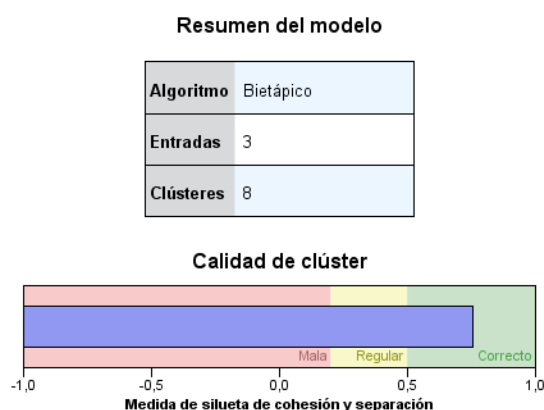 Resumen del modelo
Algoritmo Bietápico
Entradas 3
Clústeres 8
Calidad de clúster
Mala Regular Correcto
-1,0 -0,5 0,0 0,5 1,0
Medida de silueta de cohesión y separación